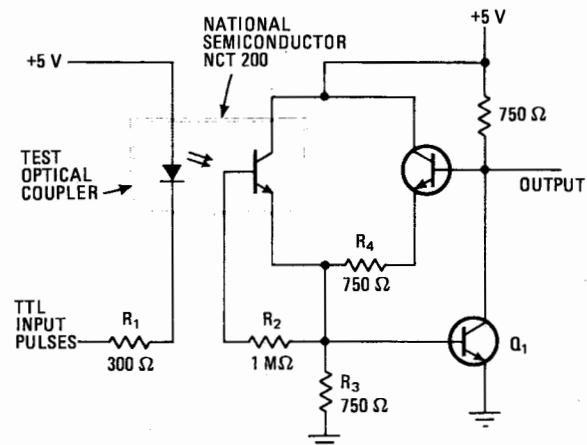 NATIONAL
SEMICONDUCTOR
NCT 200
+5 V
+5 V
750 Ω
TEST
OPTICAL
COUPLER
OUTPUT
R4
750 Ω
TTL
INPUT
PULSES
R1
300 Ω
R2
1 MΩ
Q1
R3
750 Ω